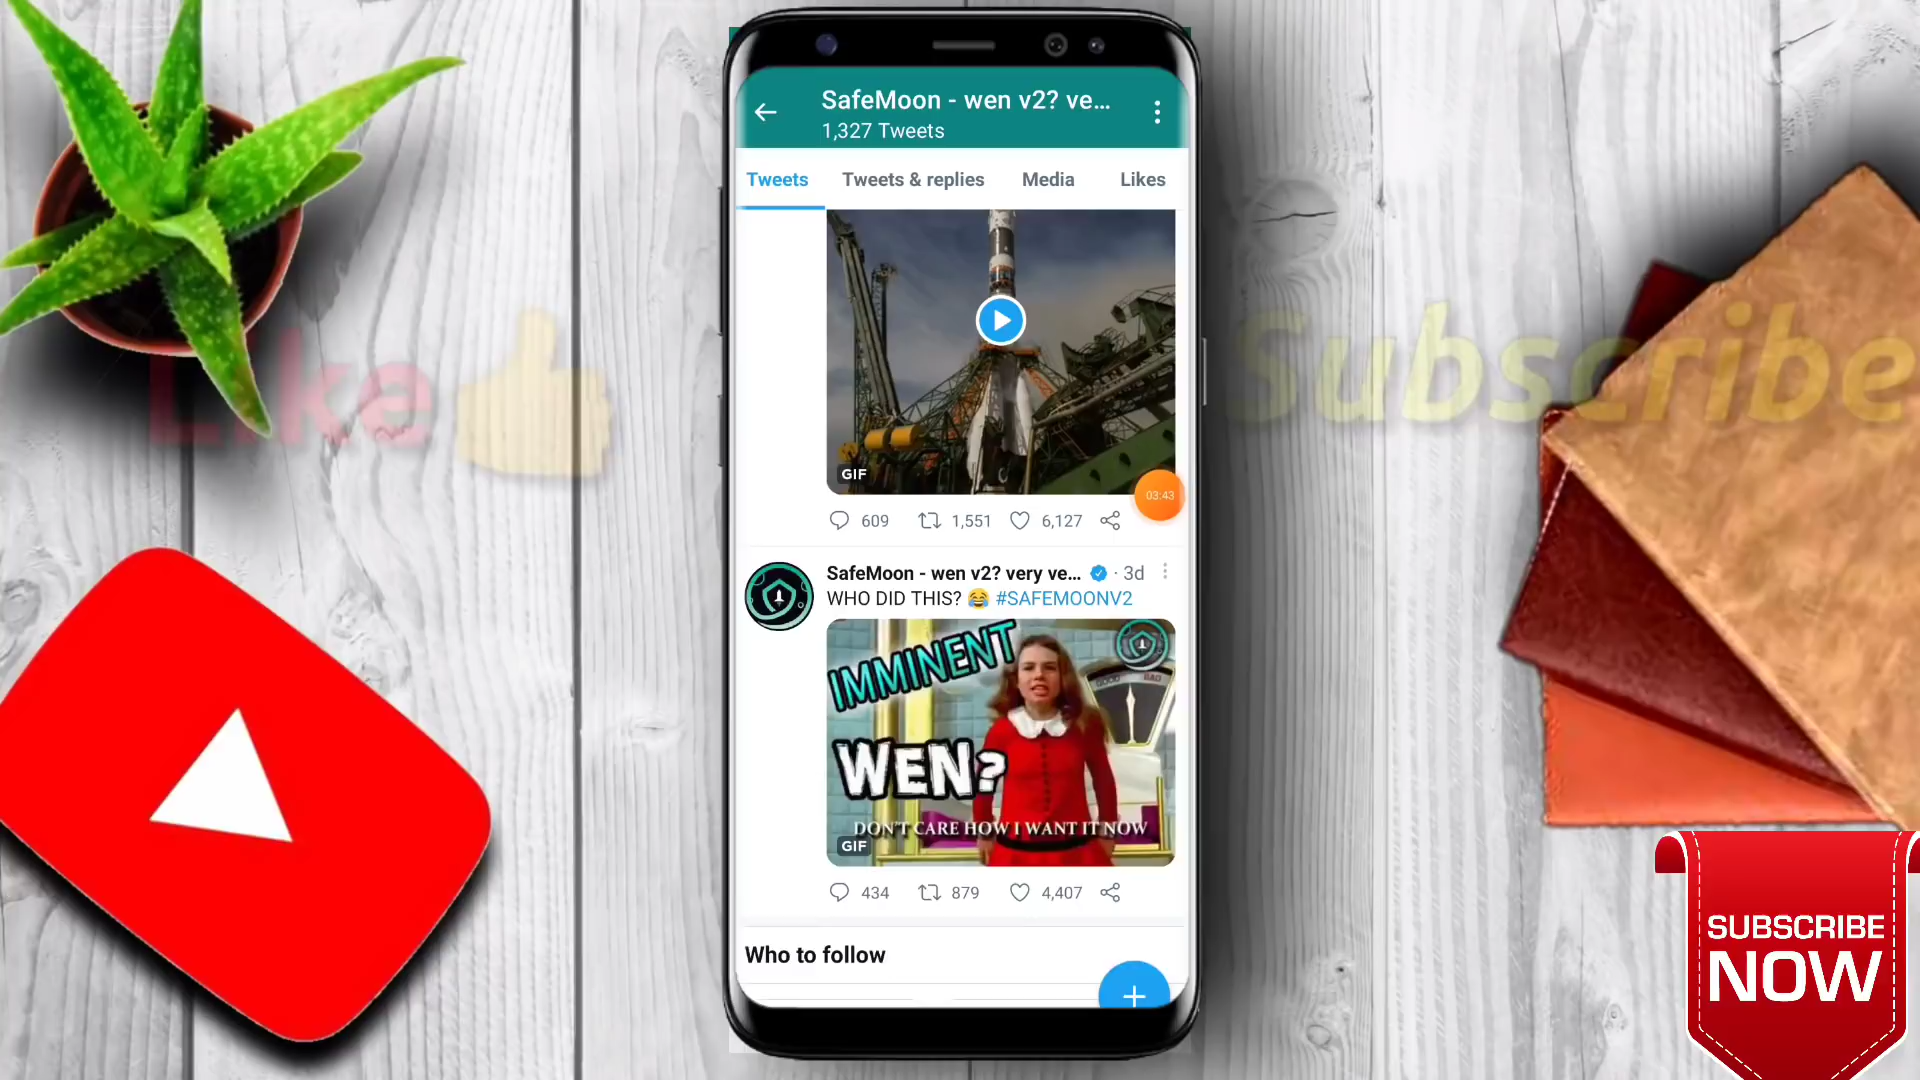 SafeMoon - wen v2? ve...
1,327 Tweets
Tweets Tweets & replies Media Likes
GIF
03:43
609 1,551 6,127
SafeMoon - wen v2? very ve... · 3d
WHO DID THIS? 😂 #SAFEMOONV2
IMMINENT
BAD
WEN?
DON'T CARE HOW I WANT IT NOW
GIF
434 879 4,407
Who to follow
+
Like
Subscribe
SUBSCRIBE
NOW